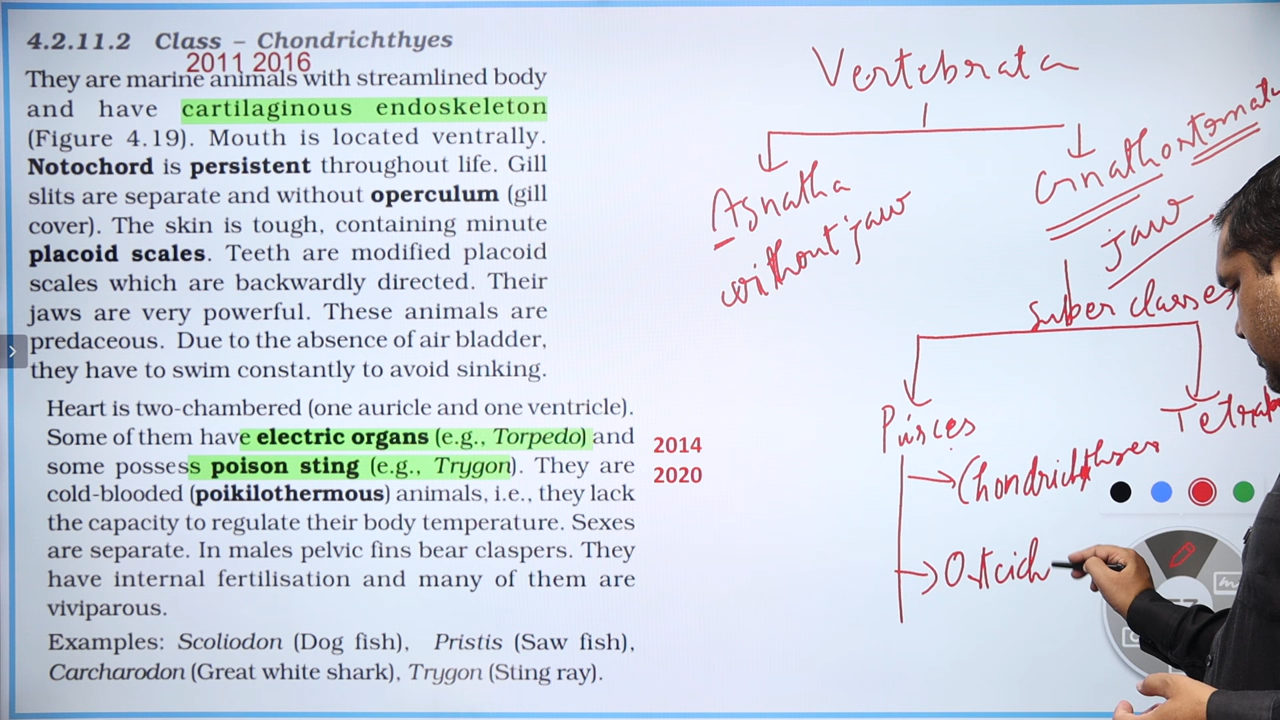 4.2.11.2 Class – Chondrichthyes
2011 2016
They are marine animals with streamlined body
and have cartilaginous endoskeleton
(Figure 4.19). Mouth is located ventrally.
Notochord is persistent throughout life. Gill
slits are separate and without operculum (gill
cover). The skin is tough, containing minute
placoid scales. Teeth are modified placoid
scales which are backwardly directed. Their
jaws are very powerful. These animals are
predaceous. Due to the absence of air bladder,
they have to swim constantly to avoid sinking.
Heart is two-chambered (one auricle and one ventricle).
Some of them have electric organs (e.g., Torpedo) and
some possess poison sting (e.g., Trygon). They are
cold-blooded (poikilothermous) animals, i.e., they lack
the capacity to regulate their body temperature. Sexes
are separate. In males pelvic fins bear claspers. They
have internal fertilisation and many of them are
viviparous.
Examples: Scoliodon (Dog fish), Pristis (Saw fish),
Carcharodon (Great white shark), Trygon (Sting ray).
2014
2020
Vertebrata
Agnatha
without jaw
jaw
Super classes
Pisces
Chondrichthyes
Osteich